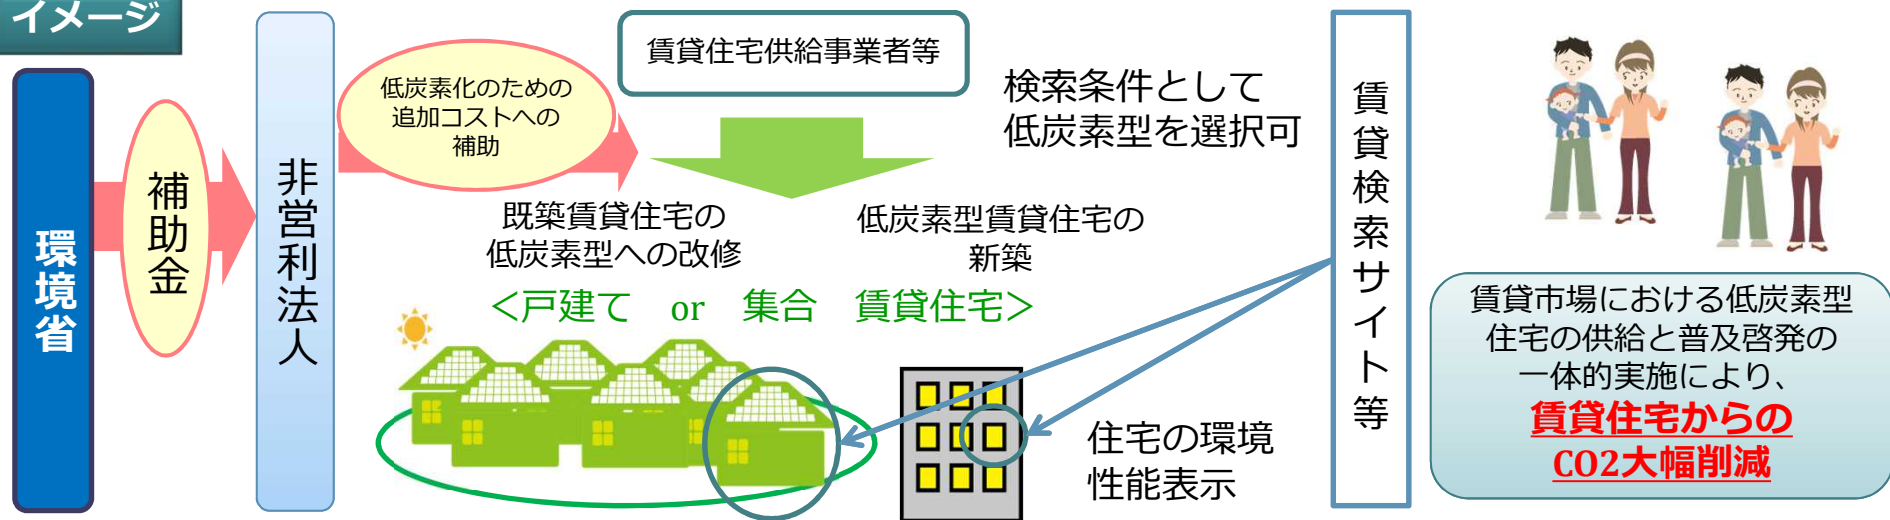 イメージ
環境省
補助金
非営利法人
低炭素化のための
追加コストへの
補助
賃貸住宅供給事業者等
検索条件として
低炭素型を選択可
既築賃貸住宅の
低炭素型への改修
低炭素型賃貸住宅の
新築
＜戸建て　or　集合　賃貸住宅＞
住宅の環境
性能表示
賃貸検索サイト等
賃貸市場における低炭素型
住宅の供給と普及啓発の
一体的実施により、
賃貸住宅からの
CO2大幅削減